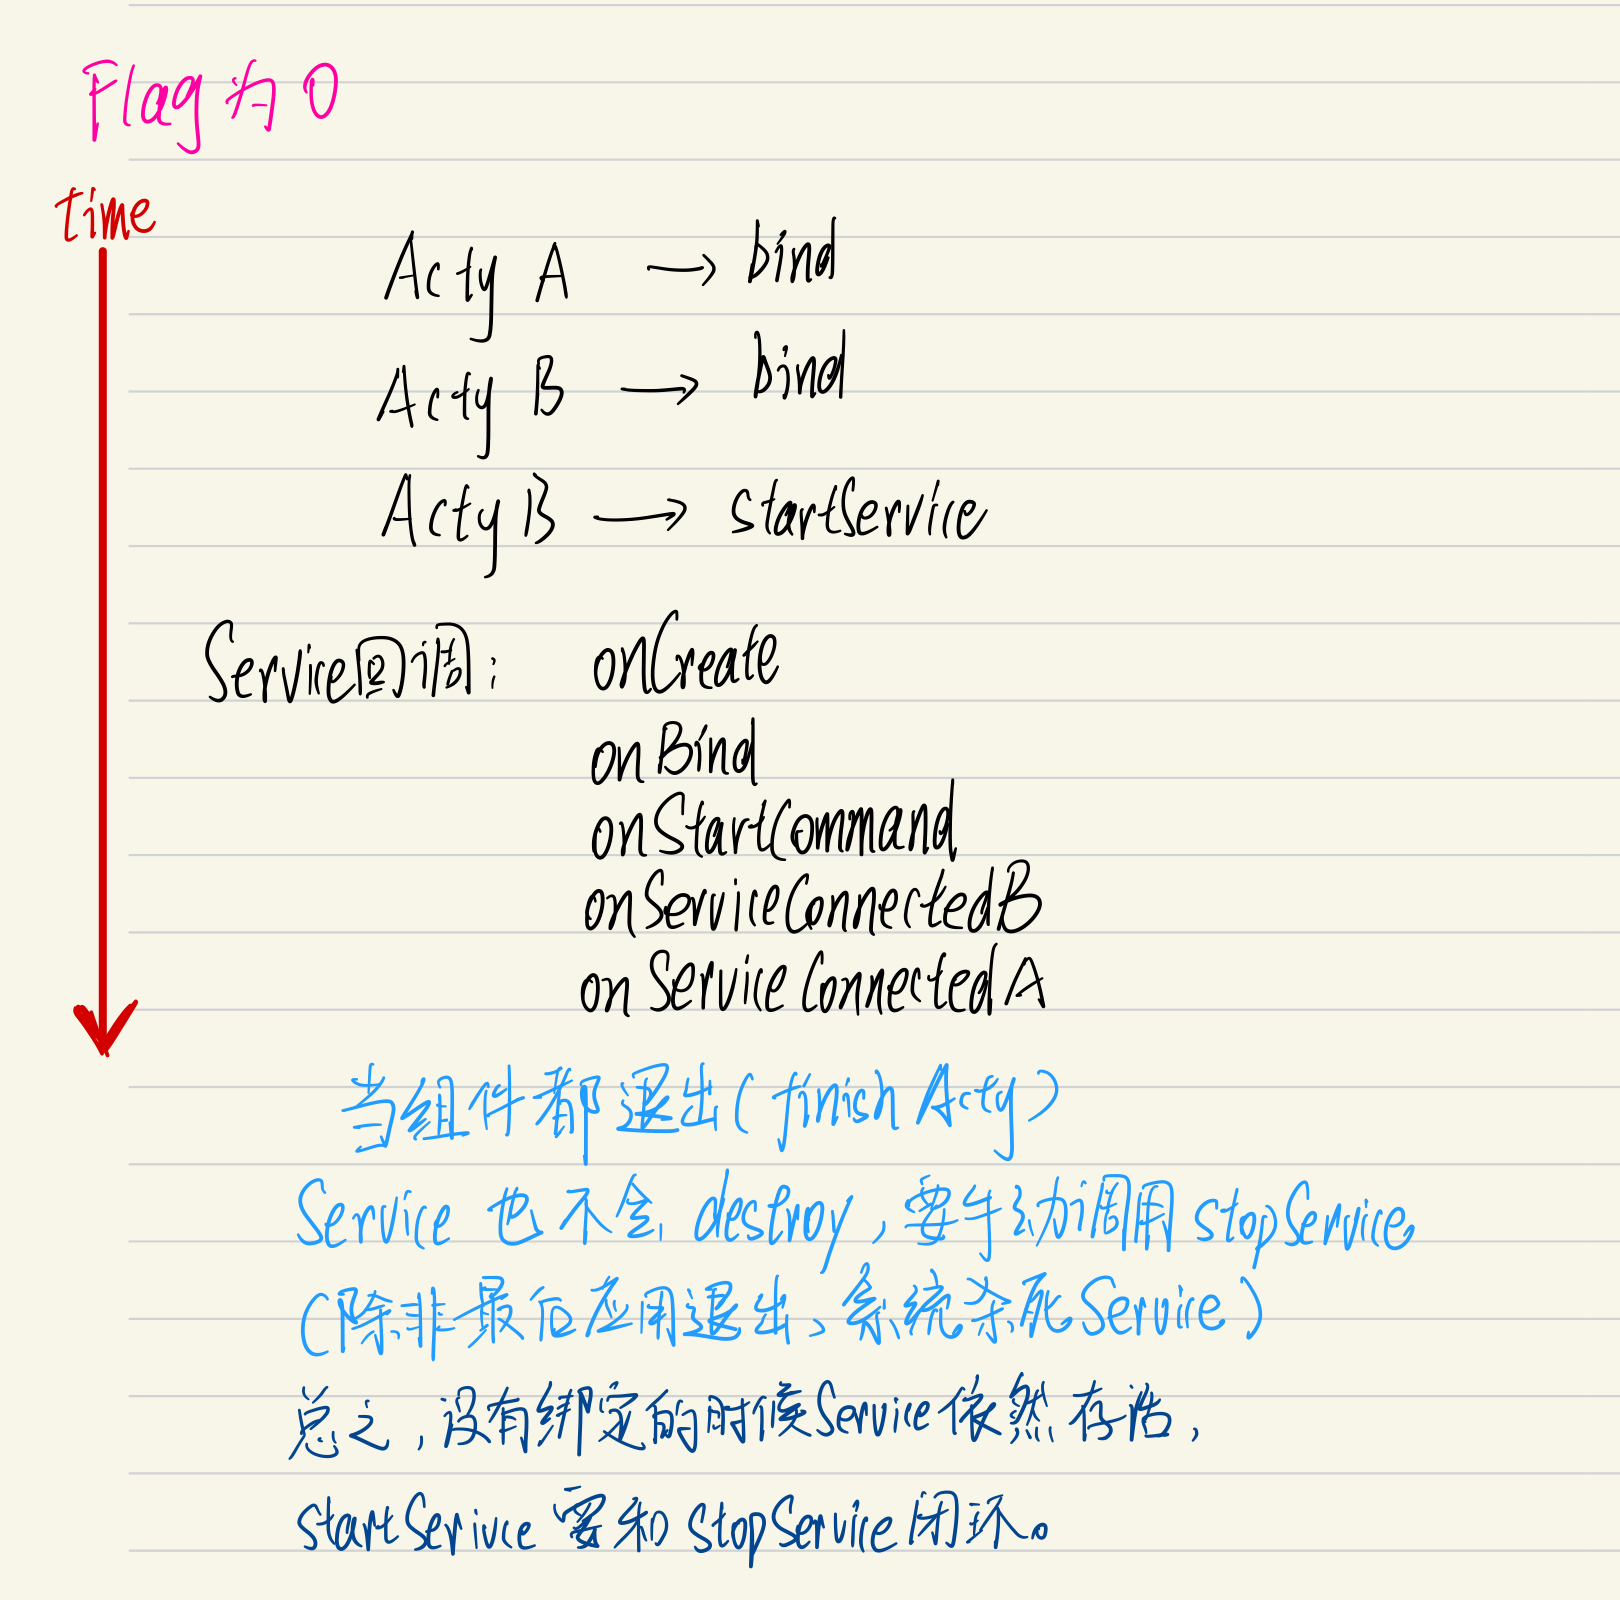 Flag为0
time
Acty A → bind
Acty B → bind
Acty B → startService
Service回调: onCreate
onBind
onStartCommand
onServiceConnectedB
onServiceConnectedA
当组件都退出(finish Acty)
Service 也不会 destroy,要手动调用 stopService
(除非最后应用退出、系统杀死Service)
总之,没有绑定的时候Service依然存活,
startSerivce 需要和 stopService 闭环。